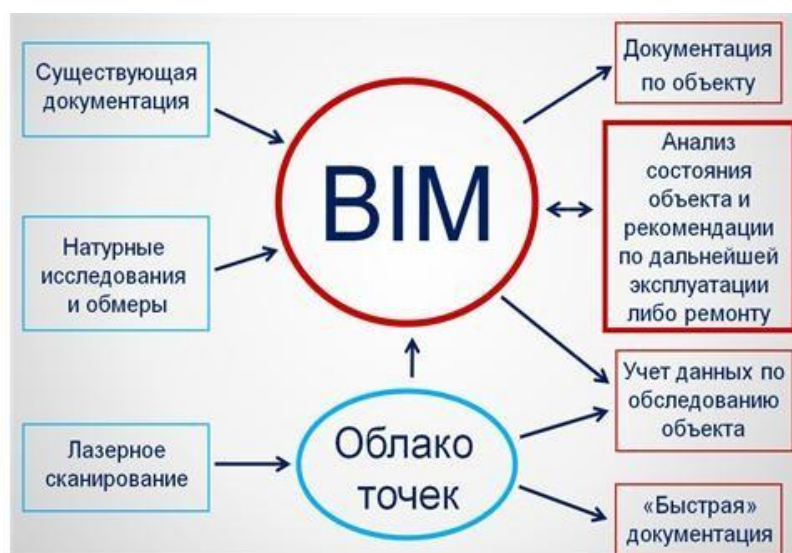 Существующая
документация
Натурные
исследования
и обмеры
Лазерное
сканирование
BIM
Облако
точек
Документация
по объекту
Анализ
состояния
объекта и
рекомендации
по дальнейшей
эксплуатации
либо ремонту
Учет данных по
обследованию
объекта
«Быстрая»
документация